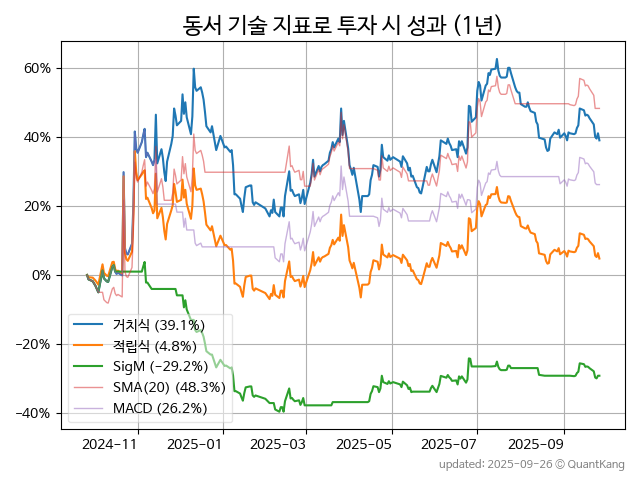 동서 기술 지표로 투자 시 성과 (1년)
60%
40%
20%
0%
−20%
−40%
거치식 (39.1%)
적립식 (4.8%)
SigM (−29.2%)
SMA(20) (48.3%)
MACD (26.2%)
2024−11 2025−01 2025−03 2025−05 2025−07 2025−09
updated: 2025-09-26 © QuantKang